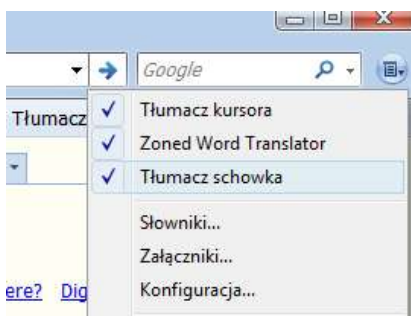 Google
Tłumacz
Tłumacz kursora
Zoned Word Translator
Tłumacz schowka
Słowniki...
Załączniki...
ere? Dig
Konfiguracja...